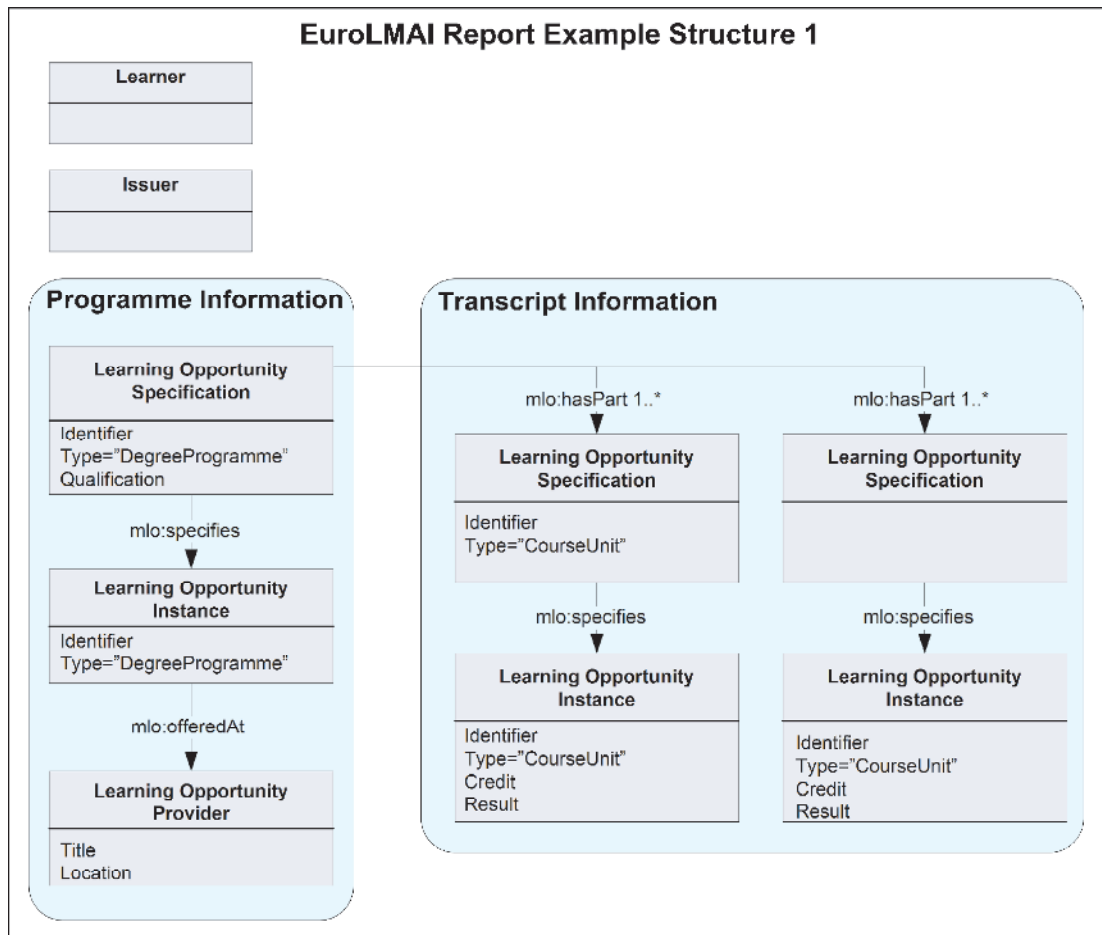 EuroLMAI Report Example Structure 1
Learner
Issuer
Programme Information
Learning Opportunity
Specification
Identifier
Type="DegreeProgramme"
Qualification
mlo:specifies
Learning Opportunity
Instance
Identifier
Type="DegreeProgramme"
mlo:offeredAt
Learning Opportunity
Provider
Title
Location
Transcript Information
mlo:hasPart 1..*
Learning Opportunity
Specification
Identifier
Type="CourseUnit"
mlo:specifies
Learning Opportunity
Instance
Identifier
Type="CourseUnit"
Credit
Result
mlo:hasPart 1..*
Learning Opportunity
Specification
mlo:specifies
Learning Opportunity
Instance
Identifier
Type="CourseUnit"
Credit
Result